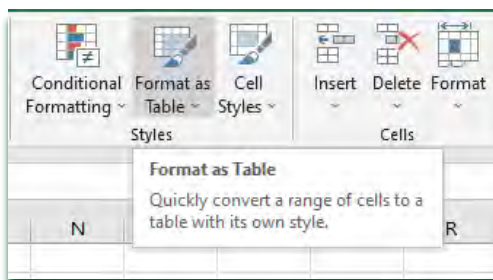 Conditional Format as Cell Insert Delete Format
Formatting Table Styles
Styles Cells
Format as Table
Quickly convert a range of cells to a
table with its own style.
N R